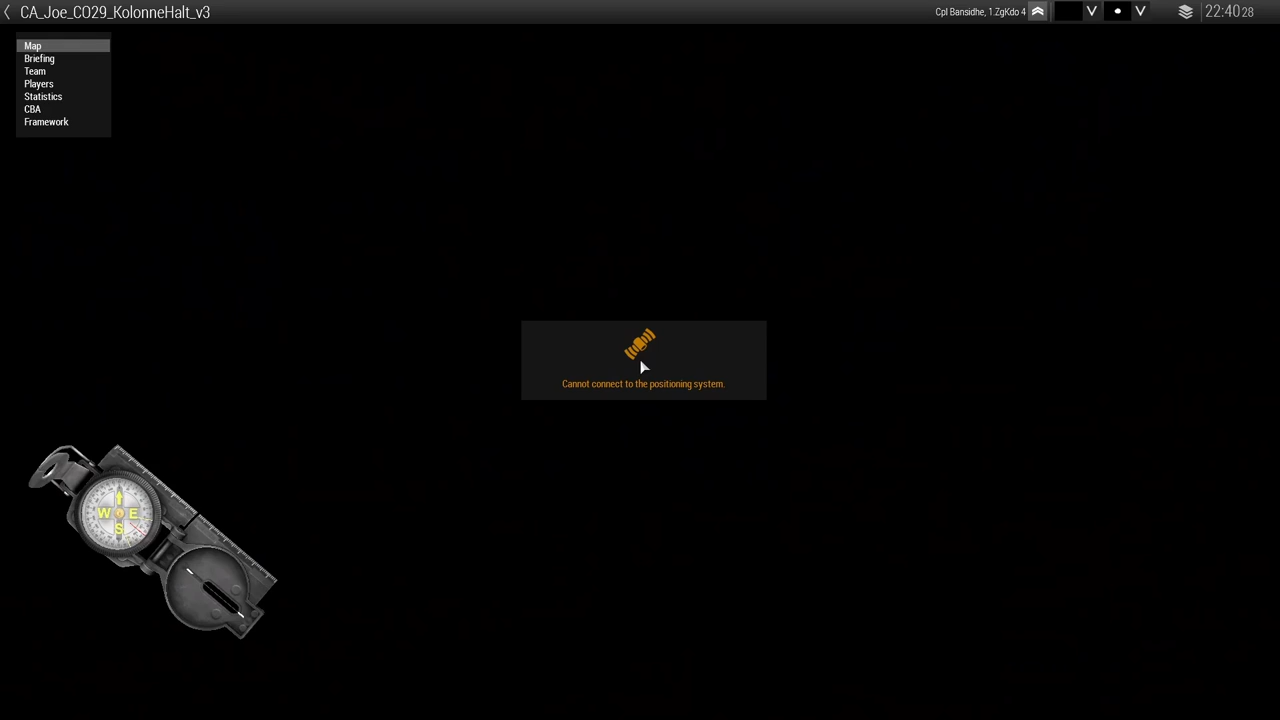 CA_Joe_CO29_KolonneHalt_v3
Cpl Bansidhe, 1.ZgKdo 4
22:40 28
Map
Briefing
Team
Players
Statistics
CBA
Framework
Cannot connect to the positioning system.
W E
S